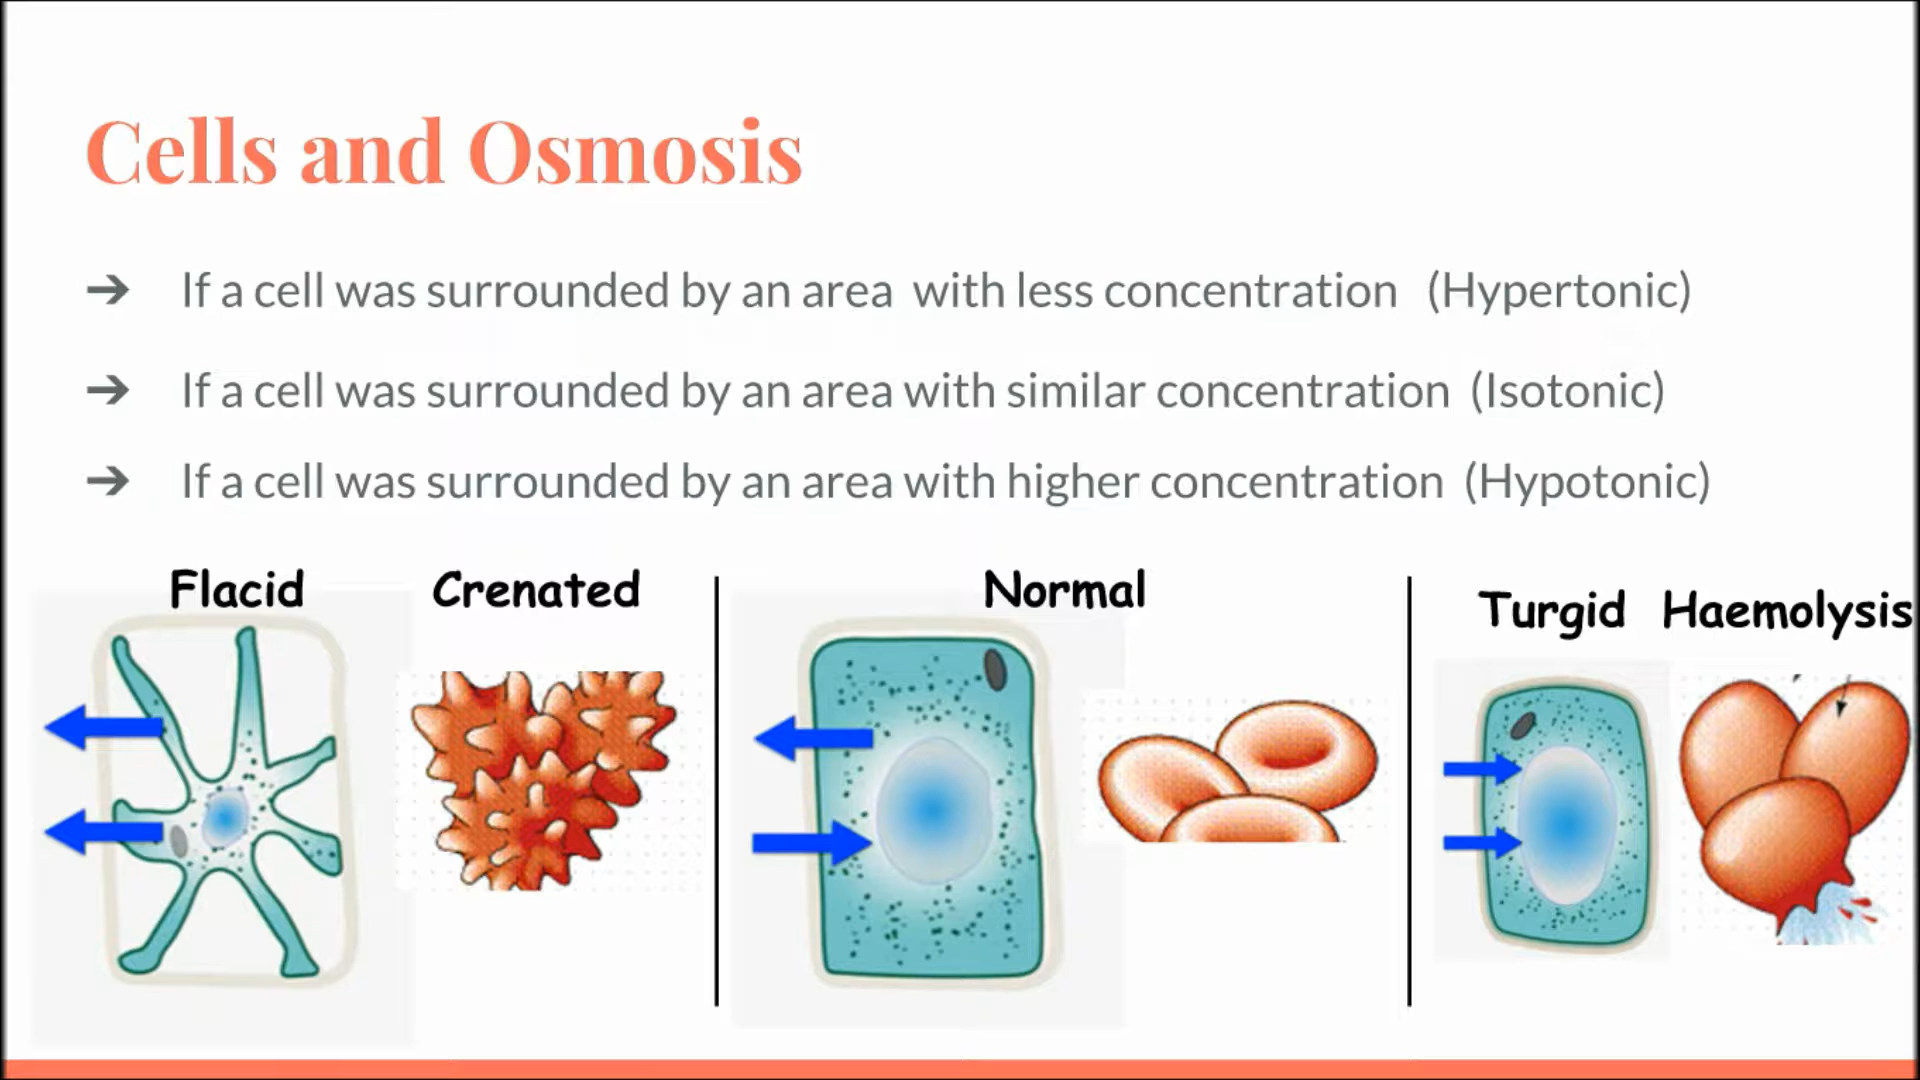 Cells and Osmosis
➔ If a cell was surrounded by an area with less concentration (Hypertonic)
➔ If a cell was surrounded by an area with similar concentration (Isotonic)
➔ If a cell was surrounded by an area with higher concentration (Hypotonic)
Flacid Crenated
Normal
Turgid Haemolysis